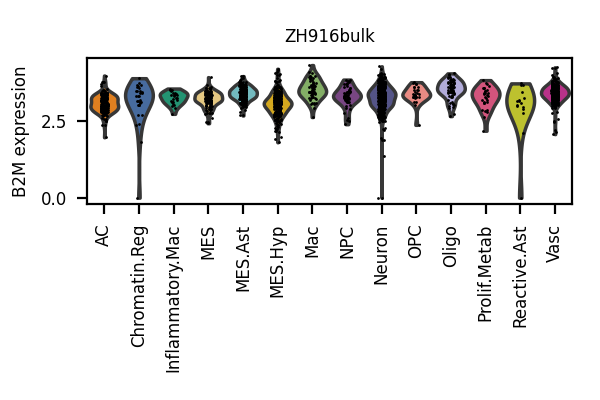 ZH916bulk
B2M expression
2.5
0.0
AC
Chromatin.Reg
Inflammatory.Mac
MES
MES.Ast
MES.Hyp
Mac
NPC
Neuron
OPC
Oligo
Prolif.Metab
Reactive.Ast
Vasc